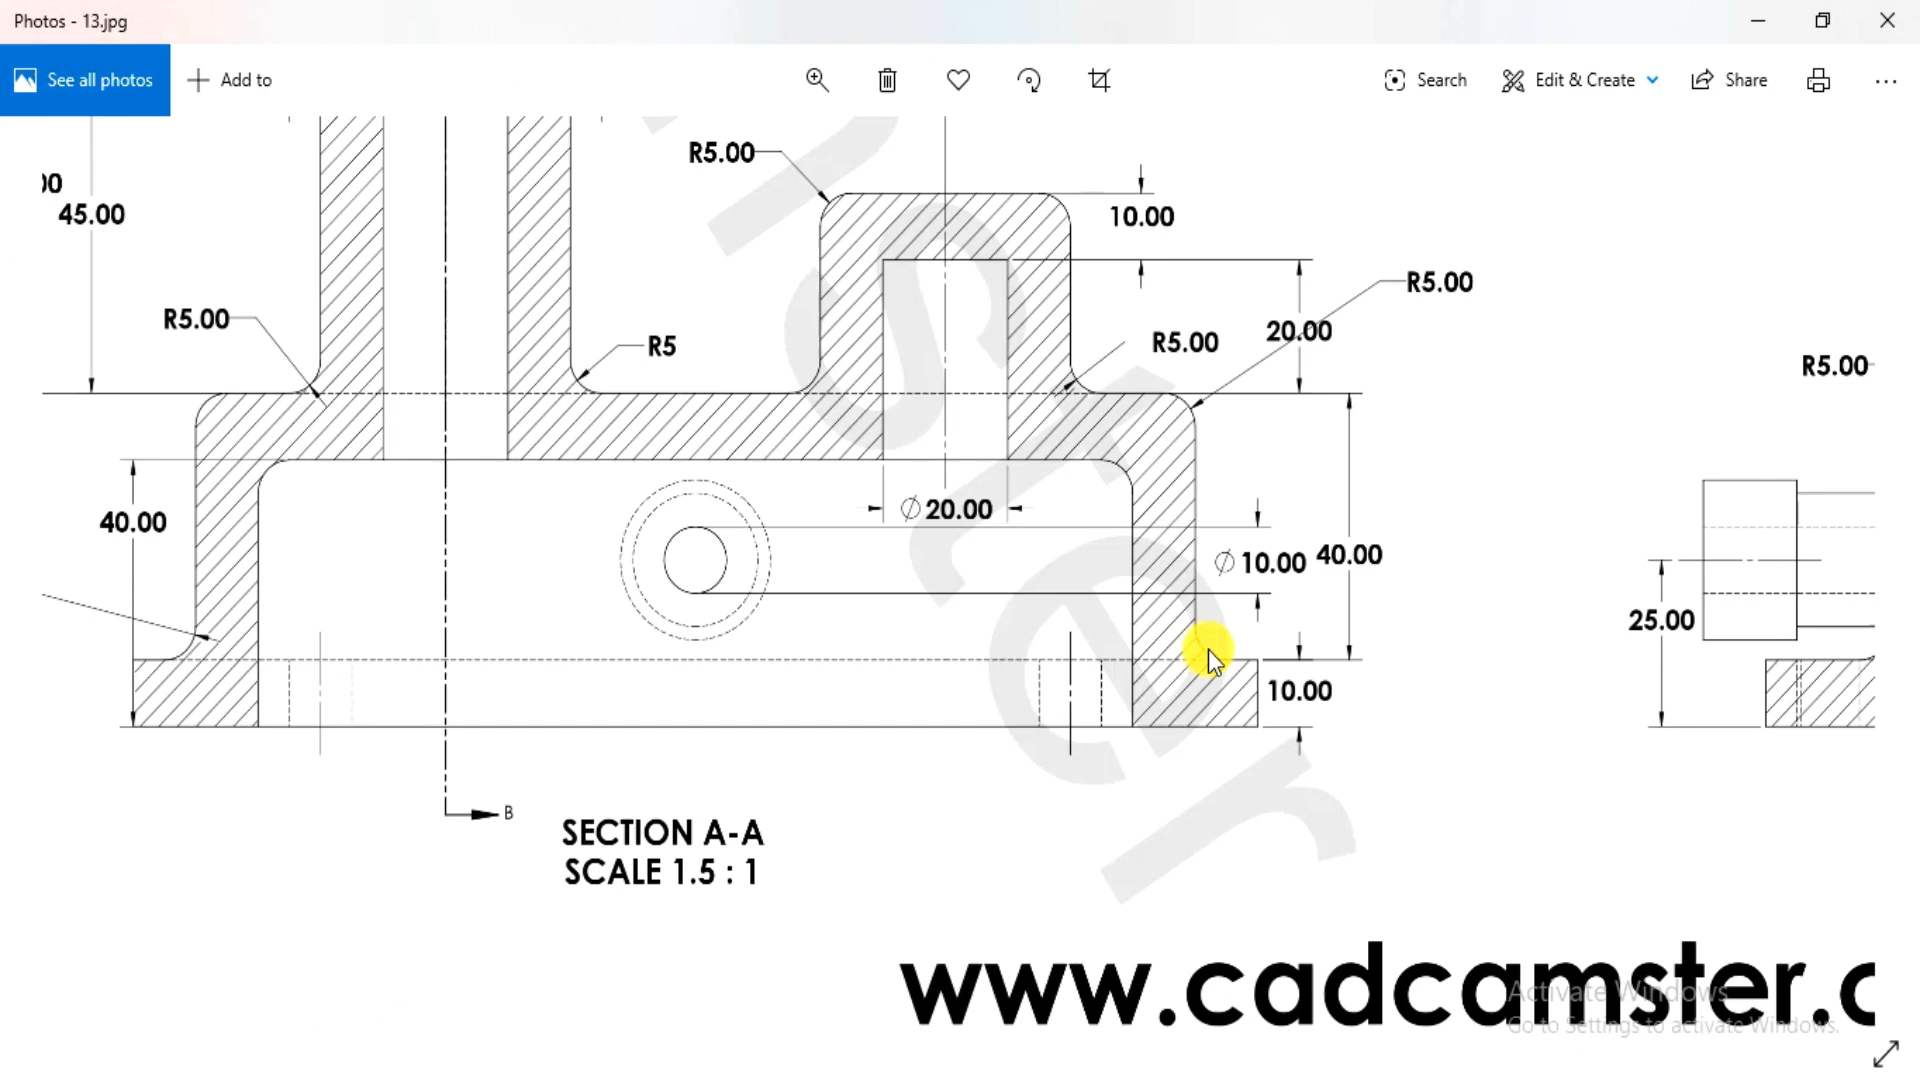 Photos - 13.jpg
See all photos
Add to
Search
Edit & Create
Share
R5.00
45.00
10.00
R5.00
R5.00
R5
R5.00
20.00
R5.00
40.00
∅20.00
∅10.00
40.00
25.00
10.00
B
SECTION A-A
SCALE 1.5 : 1
www.cadcamster.c
Activate Windows
Go to Settings to activate Windows.